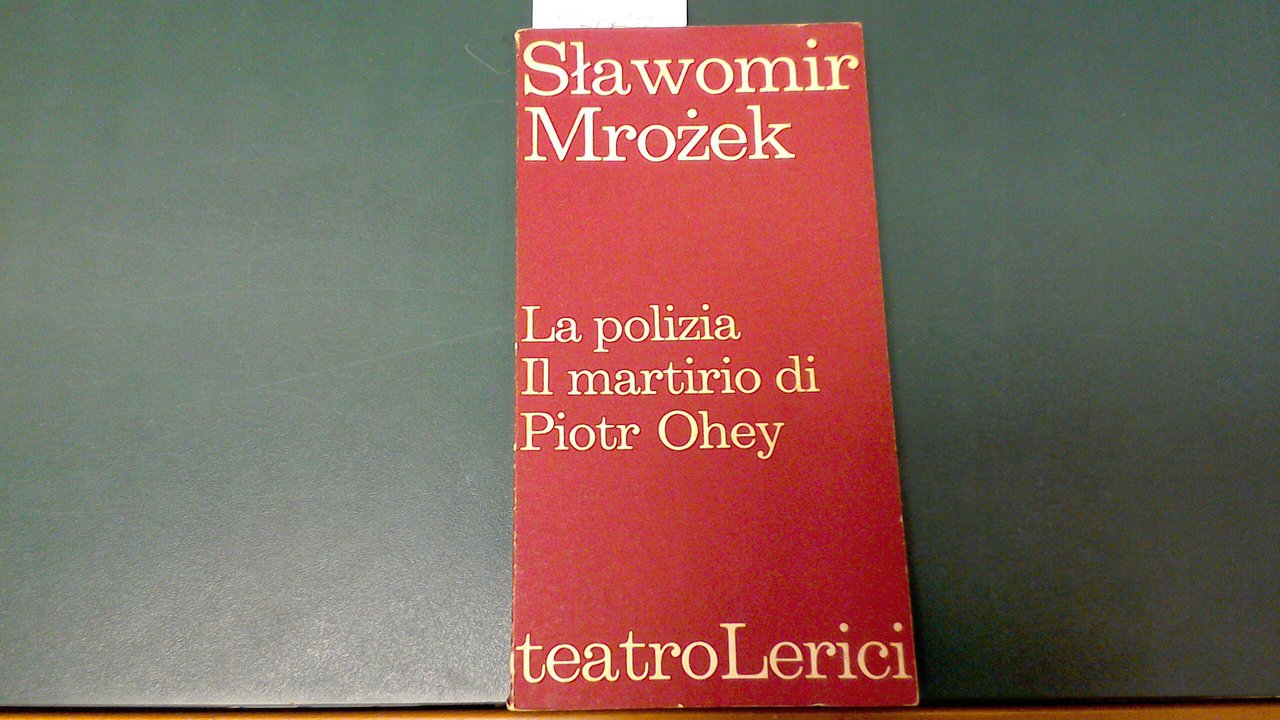 Sławomir
Mrożek
La polizia
Il martirio di
Piotr Ohey
teatroLerici